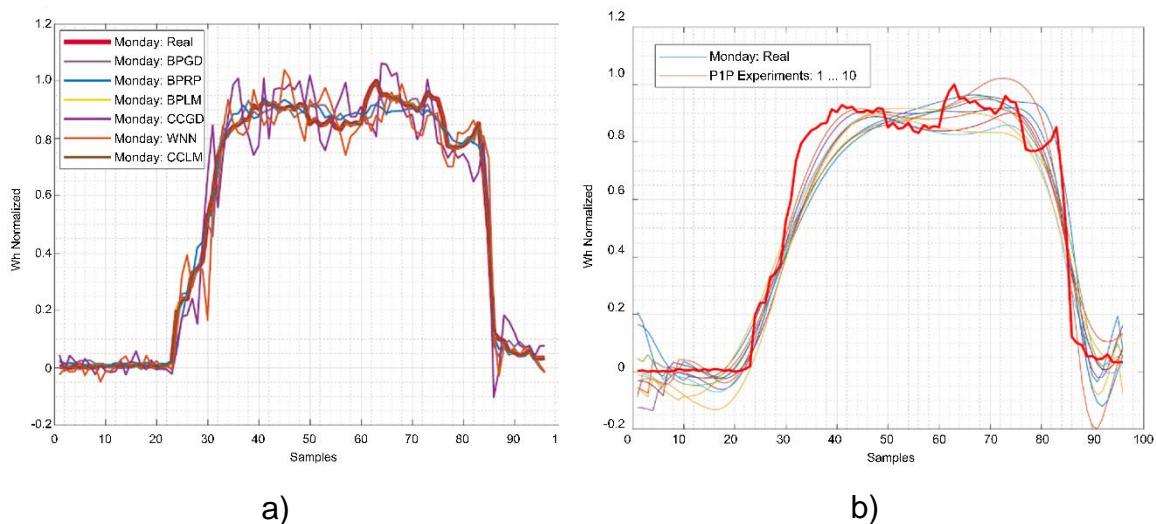 1.2
1.0
0.8
0.6
0.4
0.2
0
-0.2
Wh Normalized
Monday: Real
Monday: BPGD
Monday: BPRP
Monday: BPLM
Monday: CCGD
Monday: WNN
Monday: CCLM
0 10 20 30 40 50 60 70 80 90 1
Samples
a)
1.2
1.0
0.8
0.6
0.4
0.2
0
-0.2
Wh Normalized
Monday: Real
P1P Experiments: 1 ... 10
0 10 20 30 40 50 60 70 80 90 100
Samples
b)